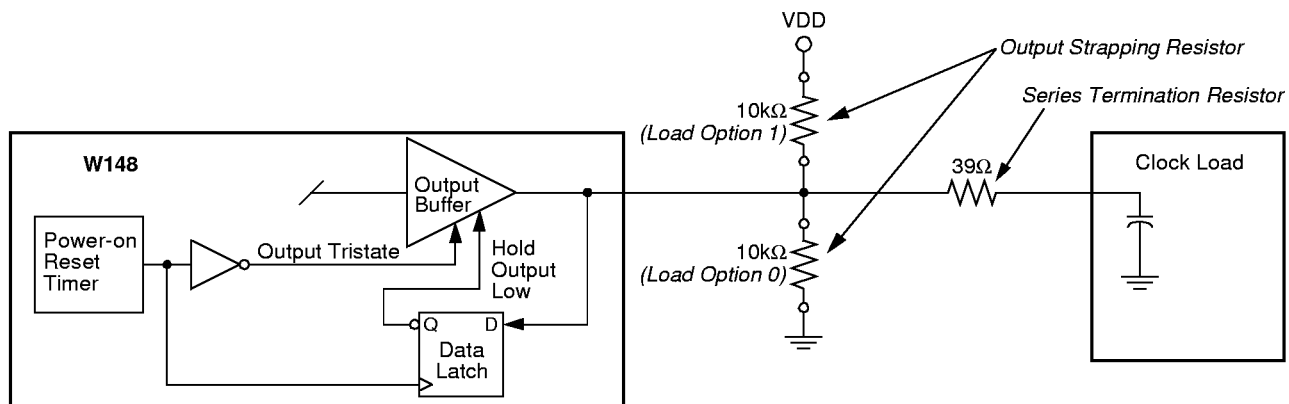 VDD
Output Strapping Resistor
10kΩ
(Load Option 1)
Series Termination Resistor
W148
Output
Buffer
39Ω
Clock Load
Power-on
Reset
Timer
Output Tristate
Hold
Output
Low
10kΩ
(Load Option 0)
Q D
Data
Latch